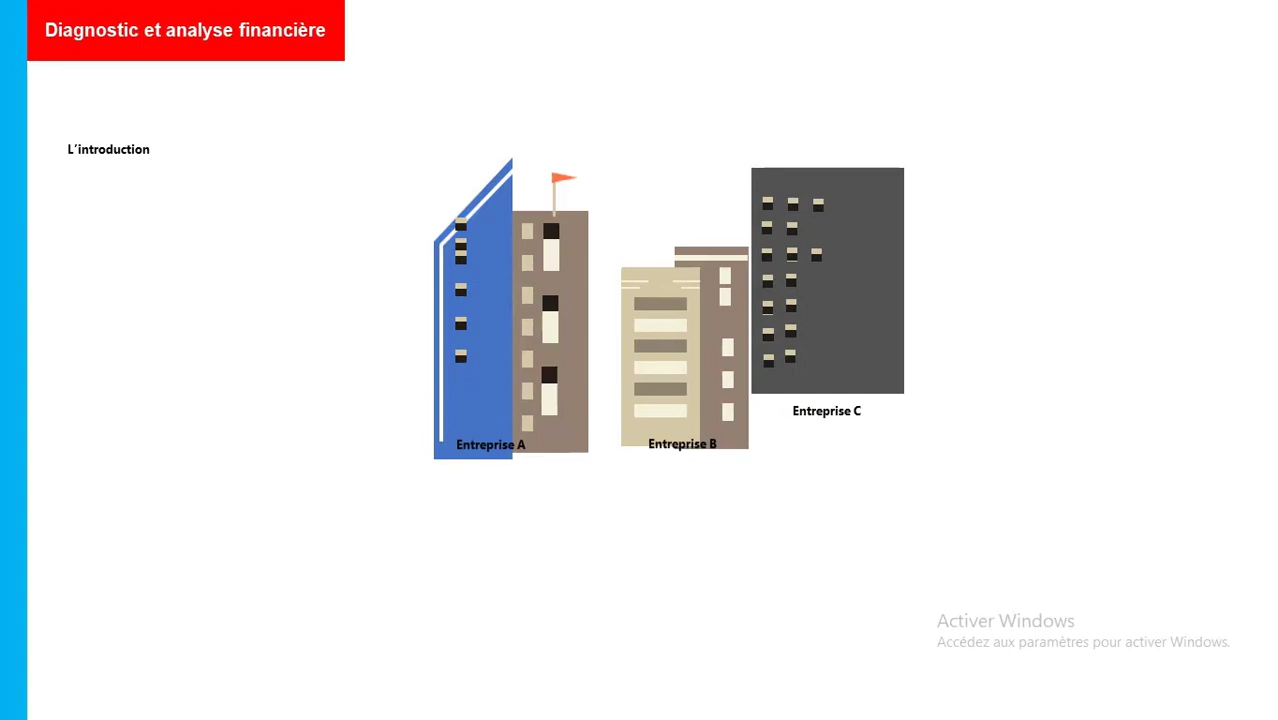 Diagnostic et analyse financière
L’introduction
Entreprise A
Entreprise B
Entreprise C
Activer Windows
Accédez aux paramètres pour activer Windows.